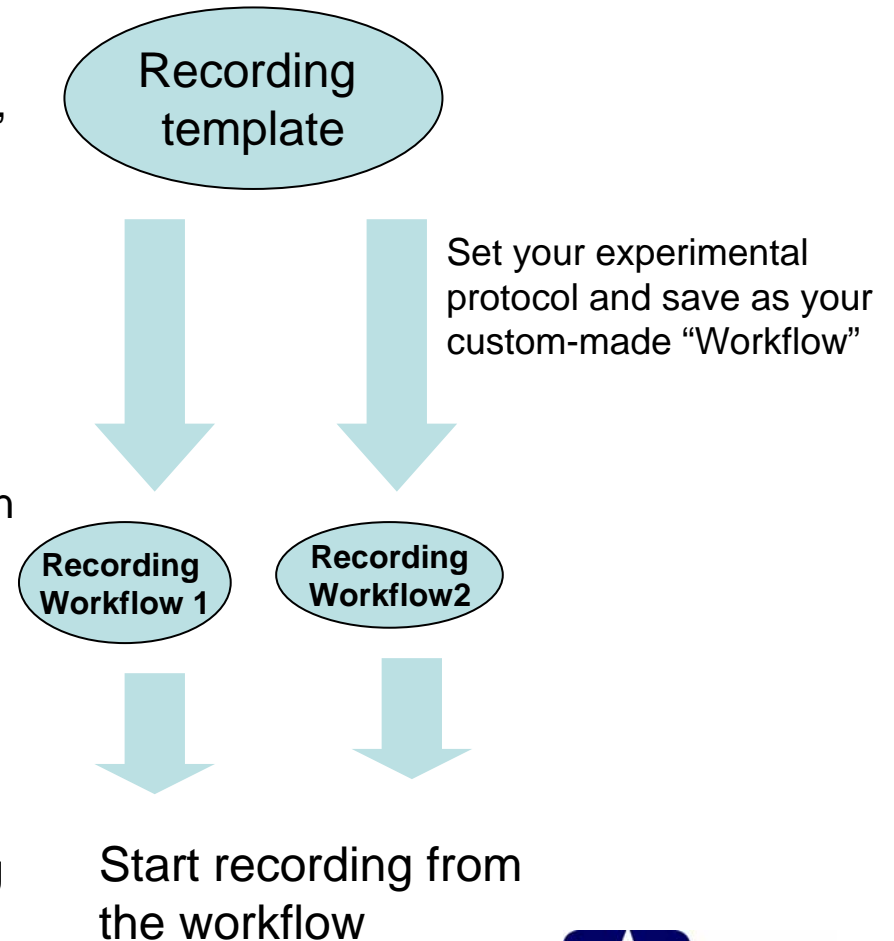 Recording
template
,
Set your experimental
protocol and save as your
custom-made “Workflow”
Recording
Workflow 1
Recording
Workflow2
Start recording from
the workflow